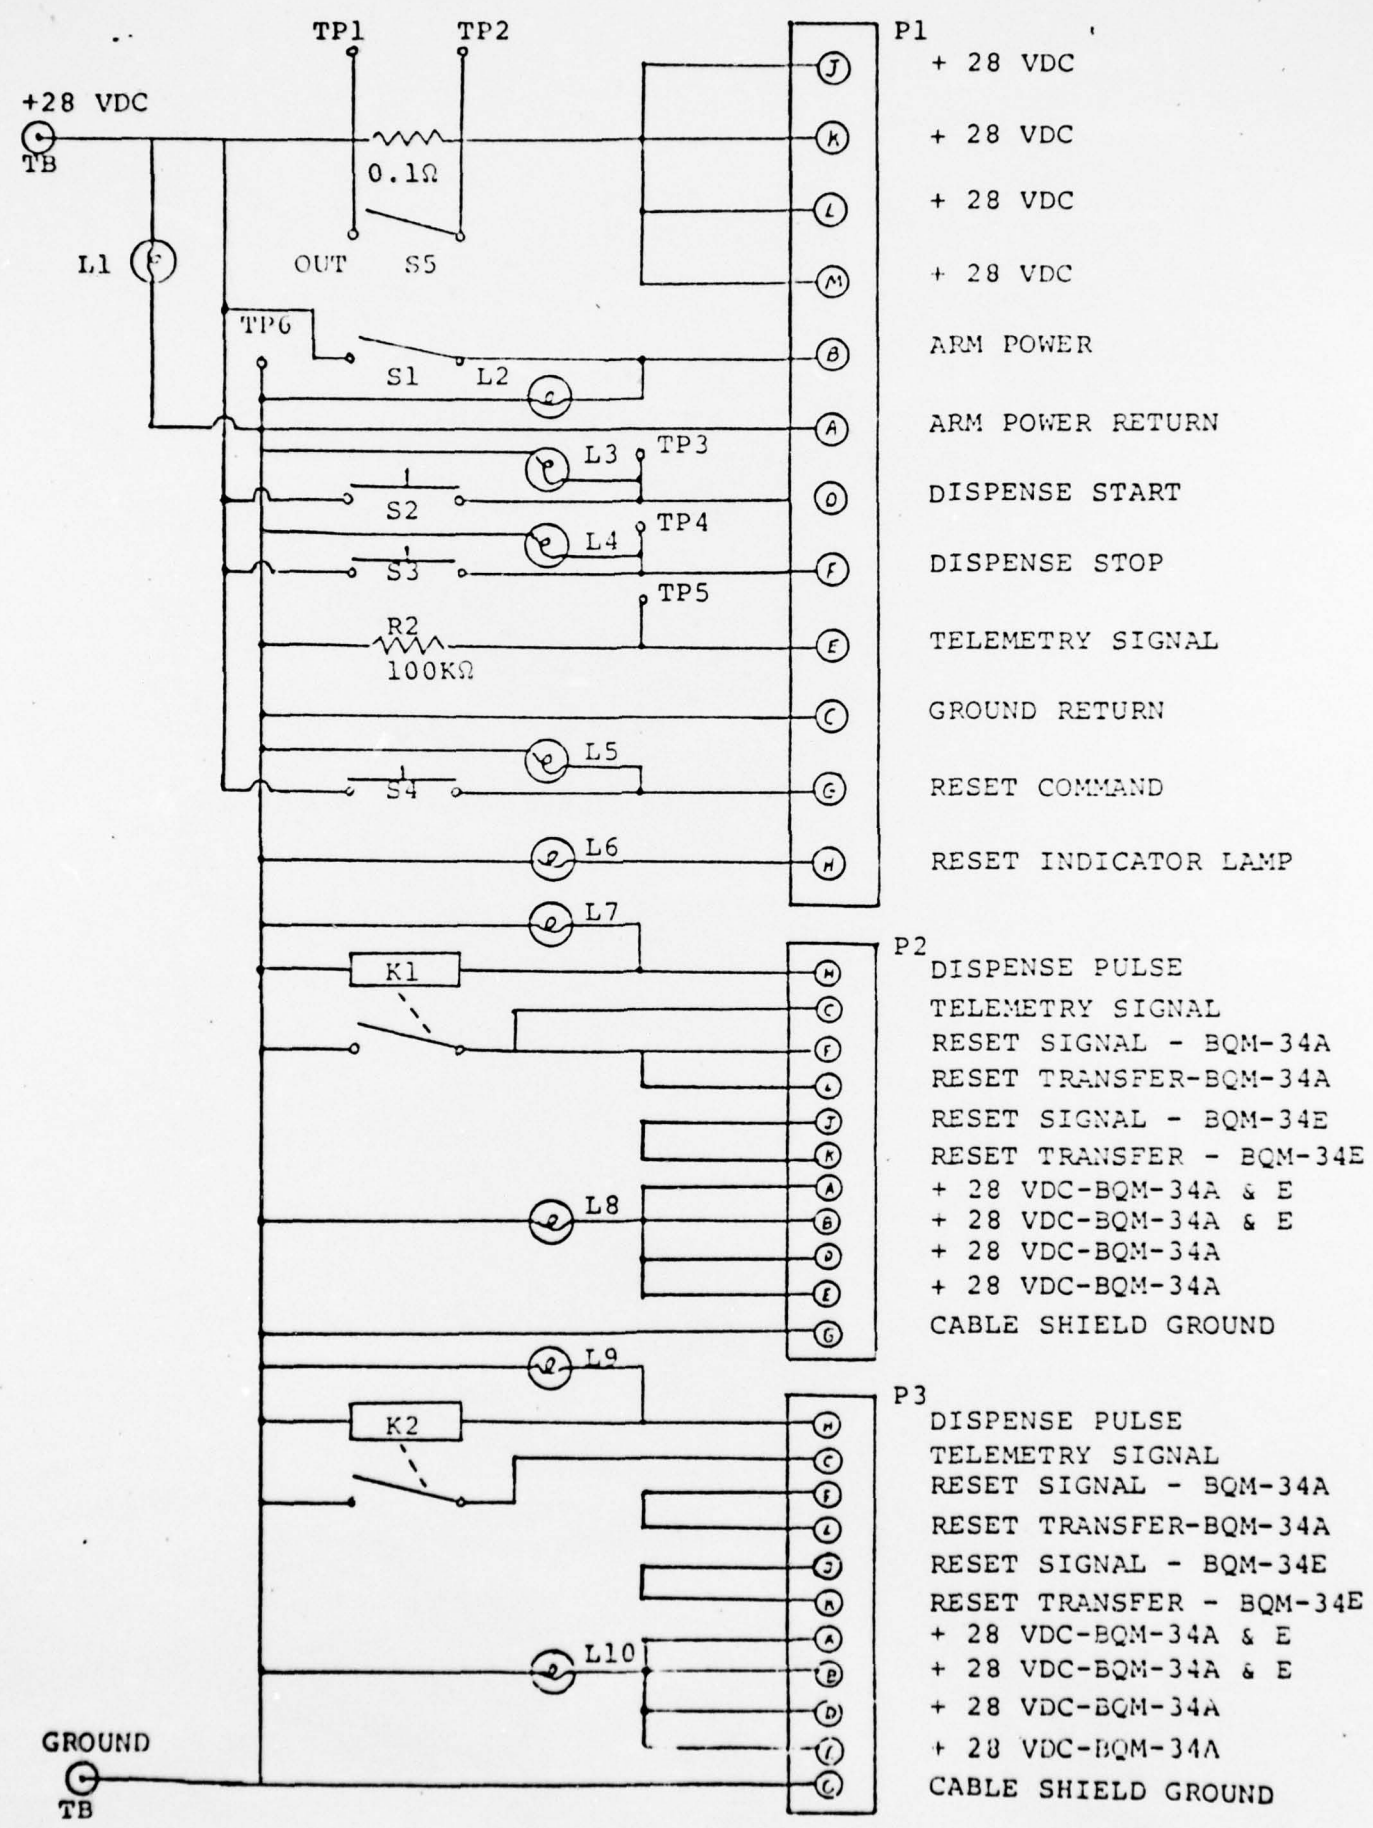 TP1 TP2 P1
+ 28 VDC
J
+28 VDC
TB
K + 28 VDC
0.1Ω
L + 28 VDC
L1 OUT S5
M + 28 VDC
TP6
B ARM POWER
S1 L2
A ARM POWER RETURN
L3 TP3
S2 D DISPENSE START
L4 TP4
S3 F DISPENSE STOP
TP5
R2
E TELEMETRY SIGNAL
100KΩ
C GROUND RETURN
L5
S4 G RESET COMMAND
L6
H RESET INDICATOR LAMP
L7
P2
K1 H DISPENSE PULSE
C TELEMETRY SIGNAL
F RESET SIGNAL - BQM-34A
L RESET TRANSFER-BQM-34A
J RESET SIGNAL - BQM-34E
K RESET TRANSFER - BQM-34E
A + 28 VDC-BQM-34A & E
L8 B + 28 VDC-BQM-34A & E
D + 28 VDC-BQM-34A
E + 28 VDC-BQM-34A
G CABLE SHIELD GROUND
L9
P3
K2 H DISPENSE PULSE
C TELEMETRY SIGNAL
F RESET SIGNAL - BQM-34A
L RESET TRANSFER-BQM-34A
J RESET SIGNAL - BQM-34E
K RESET TRANSFER - BQM-34E
A + 28 VDC-BQM-34A & E
L10 B + 28 VDC-BQM-34A & E
D + 28 VDC-BQM-34A
+ 28 VDC-BQM-34A
GROUND
TB
G CABLE SHIELD GROUND